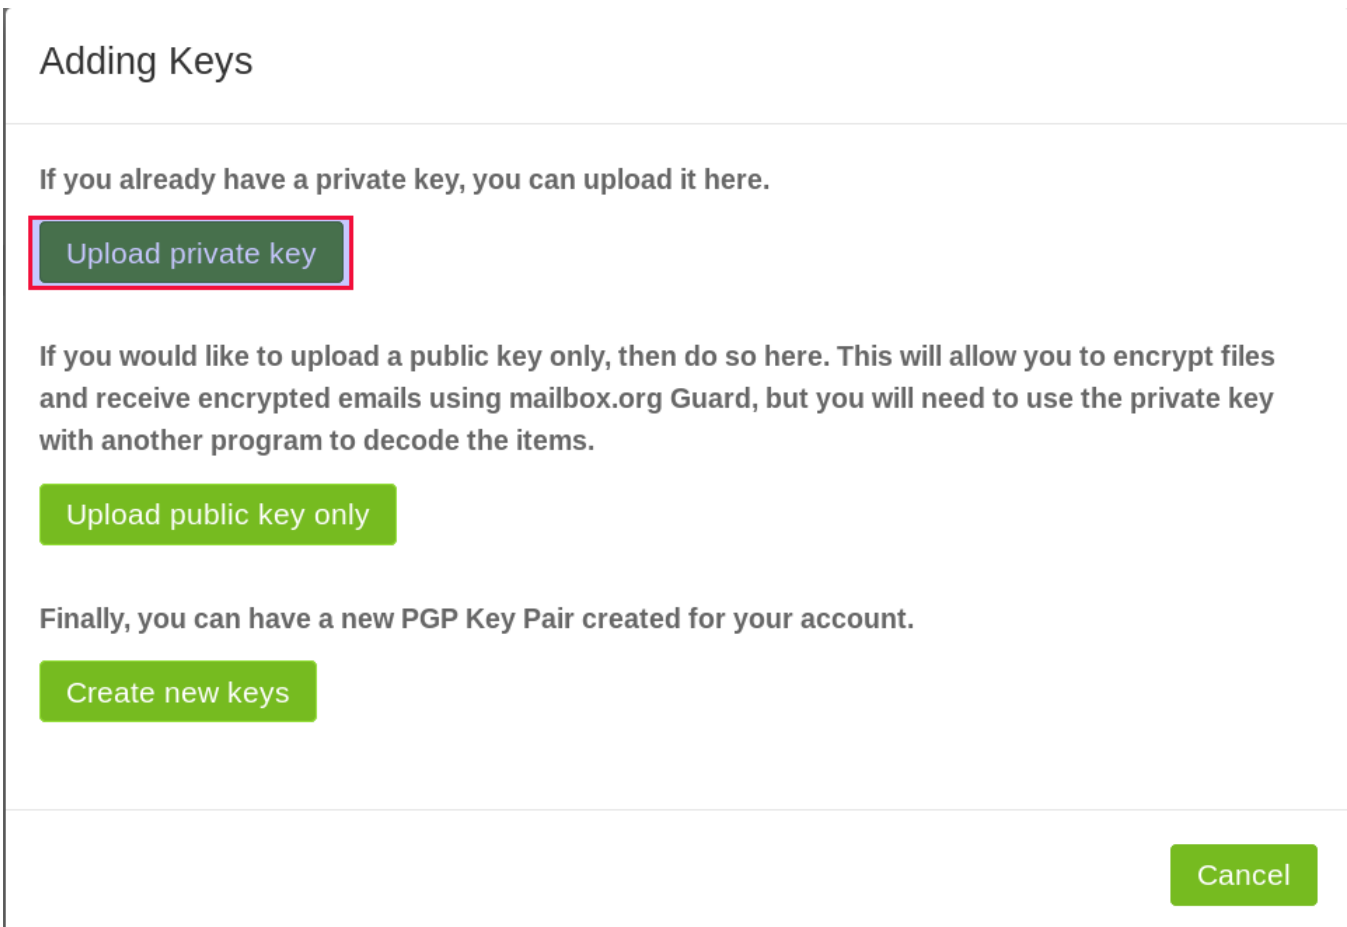 Adding Keys
If you already have a private key, you can upload it here.
Upload private key
If you would like to upload a public key only, then do so here. This will allow you to encrypt files
and receive encrypted emails using mailbox.org Guard, but you will need to use the private key
with another program to decode the items.
Upload public key only
Finally, you can have a new PGP Key Pair created for your account.
Create new keys
Cancel